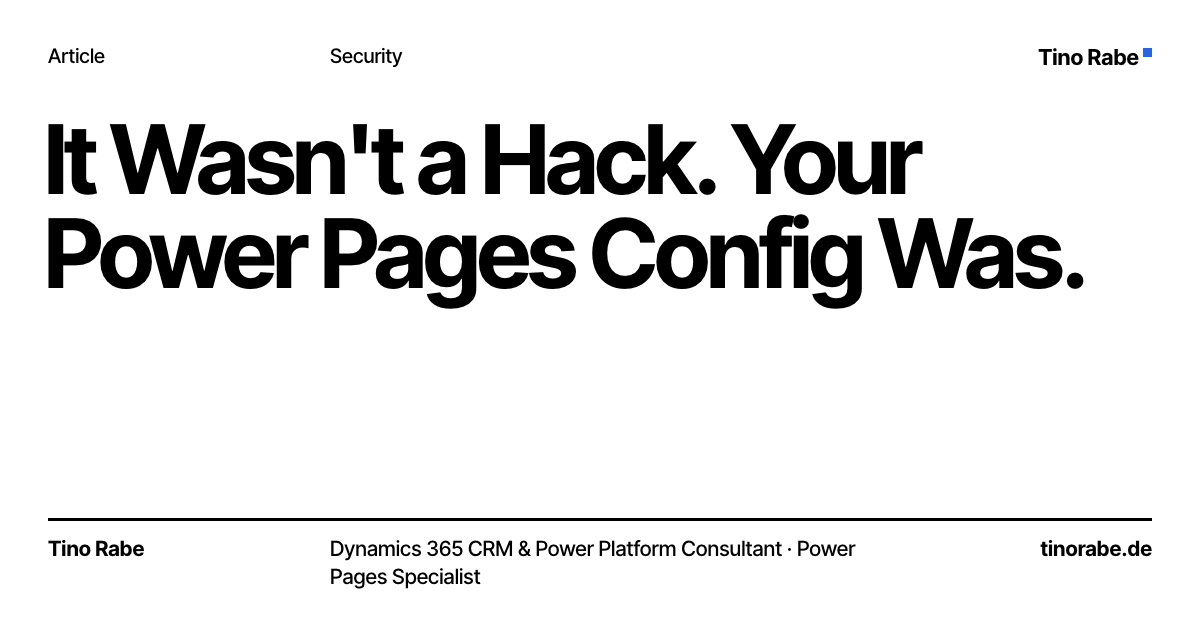 Article
Security
Tino Rabe
It Wasn't a Hack. Your
Power Pages Config Was.
Tino Rabe
Dynamics 365 CRM & Power Platform Consultant · Power
Pages Specialist
tinorabe.de